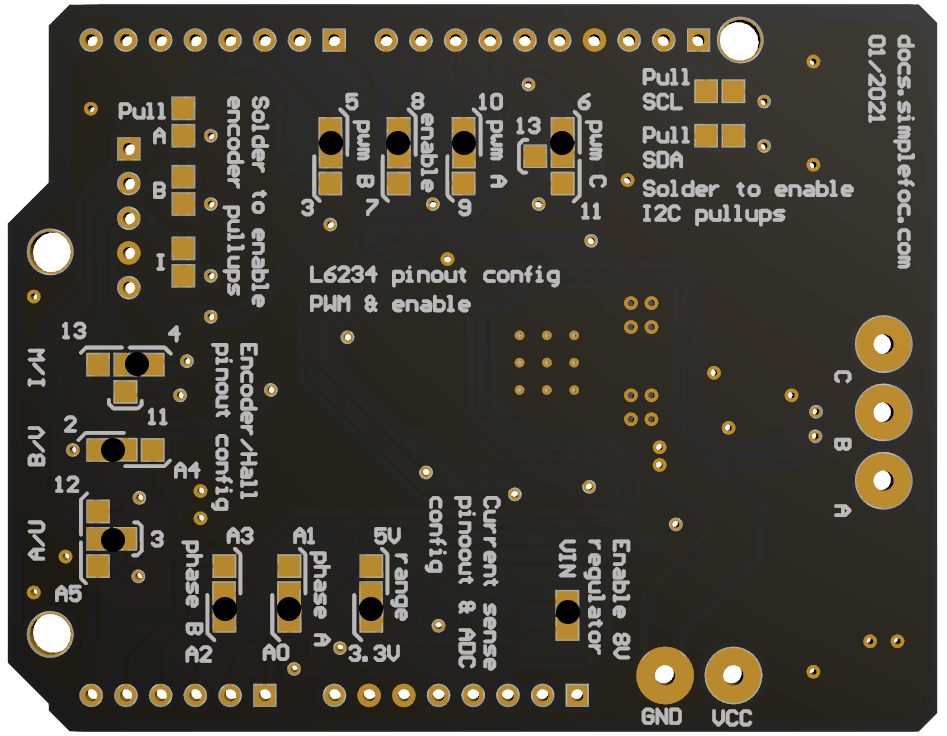 docs.simplefoc.com
01/2021
Pull
SCL
Pull
SDA
Solder to enable
I2C pullups
Pull
A
B
I
Solder to enable
encoder pullups
5
pwm B
3
8
enable
7
10
pwm A
9
6
13
pwm C
11
L6234 pinout config
PWM & enable
13
4
I/W
11
2
B/V
A4
12
A/U
3
A5
Encoder/Hall
pinout config
A3
phase B
A2
A1
phase A
A0
5V
range
3.3V
Current sense
pinoout & ADC
config
Enable 8V
regulator
VIN
C
B
A
GND
VCC